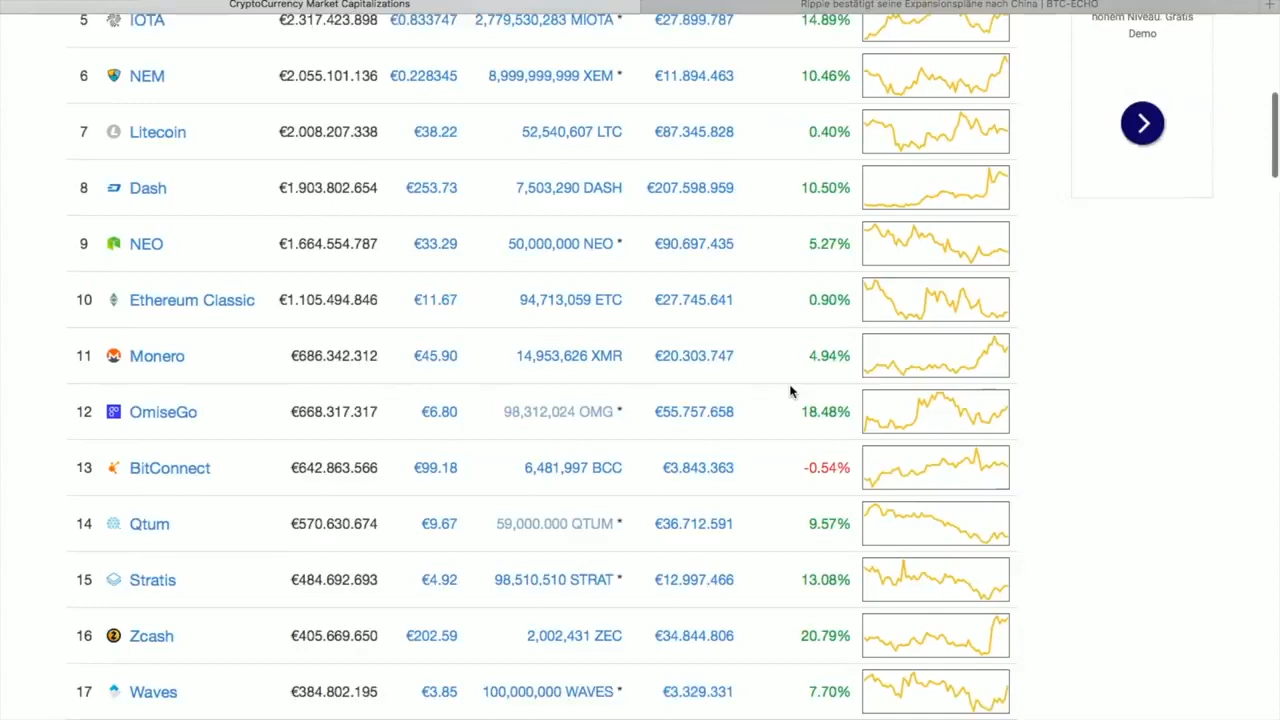 CryptoCurrency Market Capitalizations
Ripple bestätigt seine Expansionspläne nach China | BTC-ECHO
5 IOTA €2.317.423.898 €0.833747 2,779,530,283 MIOTA * €27.899.787 14.89%
hohem Niveau. Gratis
Demo
6 NEM €2.055.101.136 €0.228345 8,999,999,999 XEM * €11.894.463 10.46%
7 Litecoin €2.008.207.338 €38.22 52,540,607 LTC €87.345.828 0.40%
8 Dash €1.903.802.654 €253.73 7,503,290 DASH €207.598.959 10.50%
9 NEO €1.664.554.787 €33.29 50,000,000 NEO * €90.697.435 5.27%
10 Ethereum Classic €1.105.494.846 €11.67 94,713,059 ETC €27.745.641 0.90%
11 Monero €686.342.312 €45.90 14,953,626 XMR €20.303.747 4.94%
12 OmiseGo €668.317.317 €6.80 98,312,024 OMG * €55.757.658 18.48%
13 BitConnect €642.863.566 €99.18 6,481,997 BCC €3.843.363 -0.54%
14 Qtum €570.630.674 €9.67 59,000.000 QTUM * €36.712.591 9.57%
15 Stratis €484.692.693 €4.92 98,510,510 STRAT * €12.997.466 13.08%
16 Zcash €405.669.650 €202.59 2,002,431 ZEC €34.844.806 20.79%
17 Waves €384.802.195 €3.85 100,000,000 WAVES * €3.329.331 7.70%